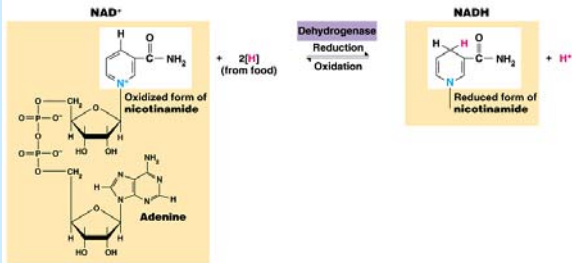 NAD⁺
NADH
Dehydrogenase
H
O
C
NH₂
N⁺
+ 2[H]
(from food)
Reduction
Oxidation
H H
O
C
NH₂
N
+ H⁺
Oxidized form of
nicotinamide
Reduced form of
nicotinamide
CH₂
O
O
O=P—O⁻
H
H
HO
OH
O
O=P—O⁻
O
CH₂
NH₂
N
N
H
H
N
N
O
Adenine
H
H
HO
OH